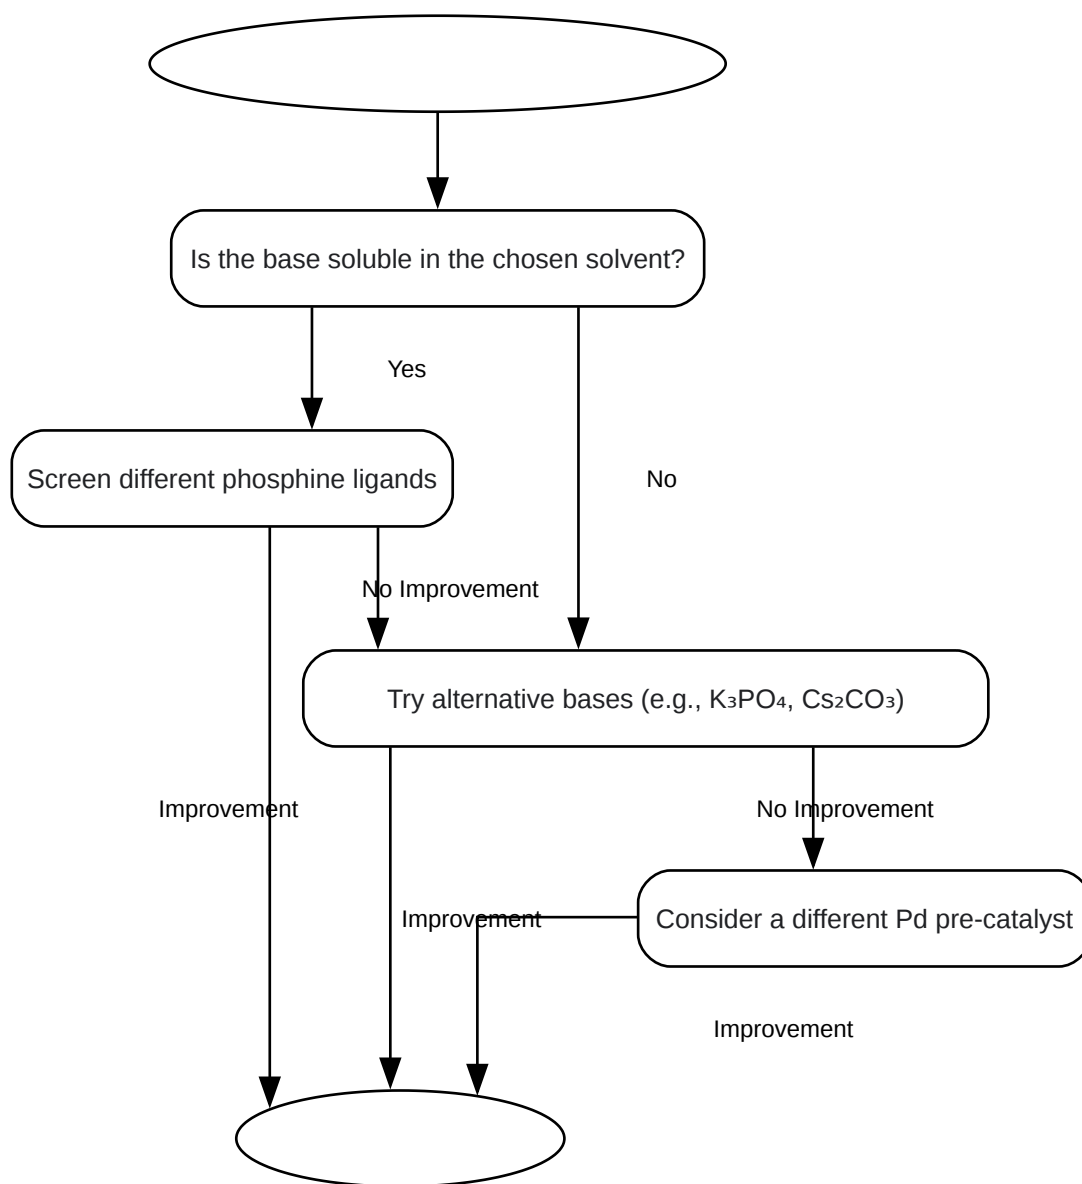 Is the base soluble in the chosen solvent?
Yes
Screen different phosphine ligands
No
No Improvement
Try alternative bases (e.g., K₃PO₄, Cs₂CO₃)
Improvement
No Improvement
Improvement
Consider a different Pd pre-catalyst
Improvement